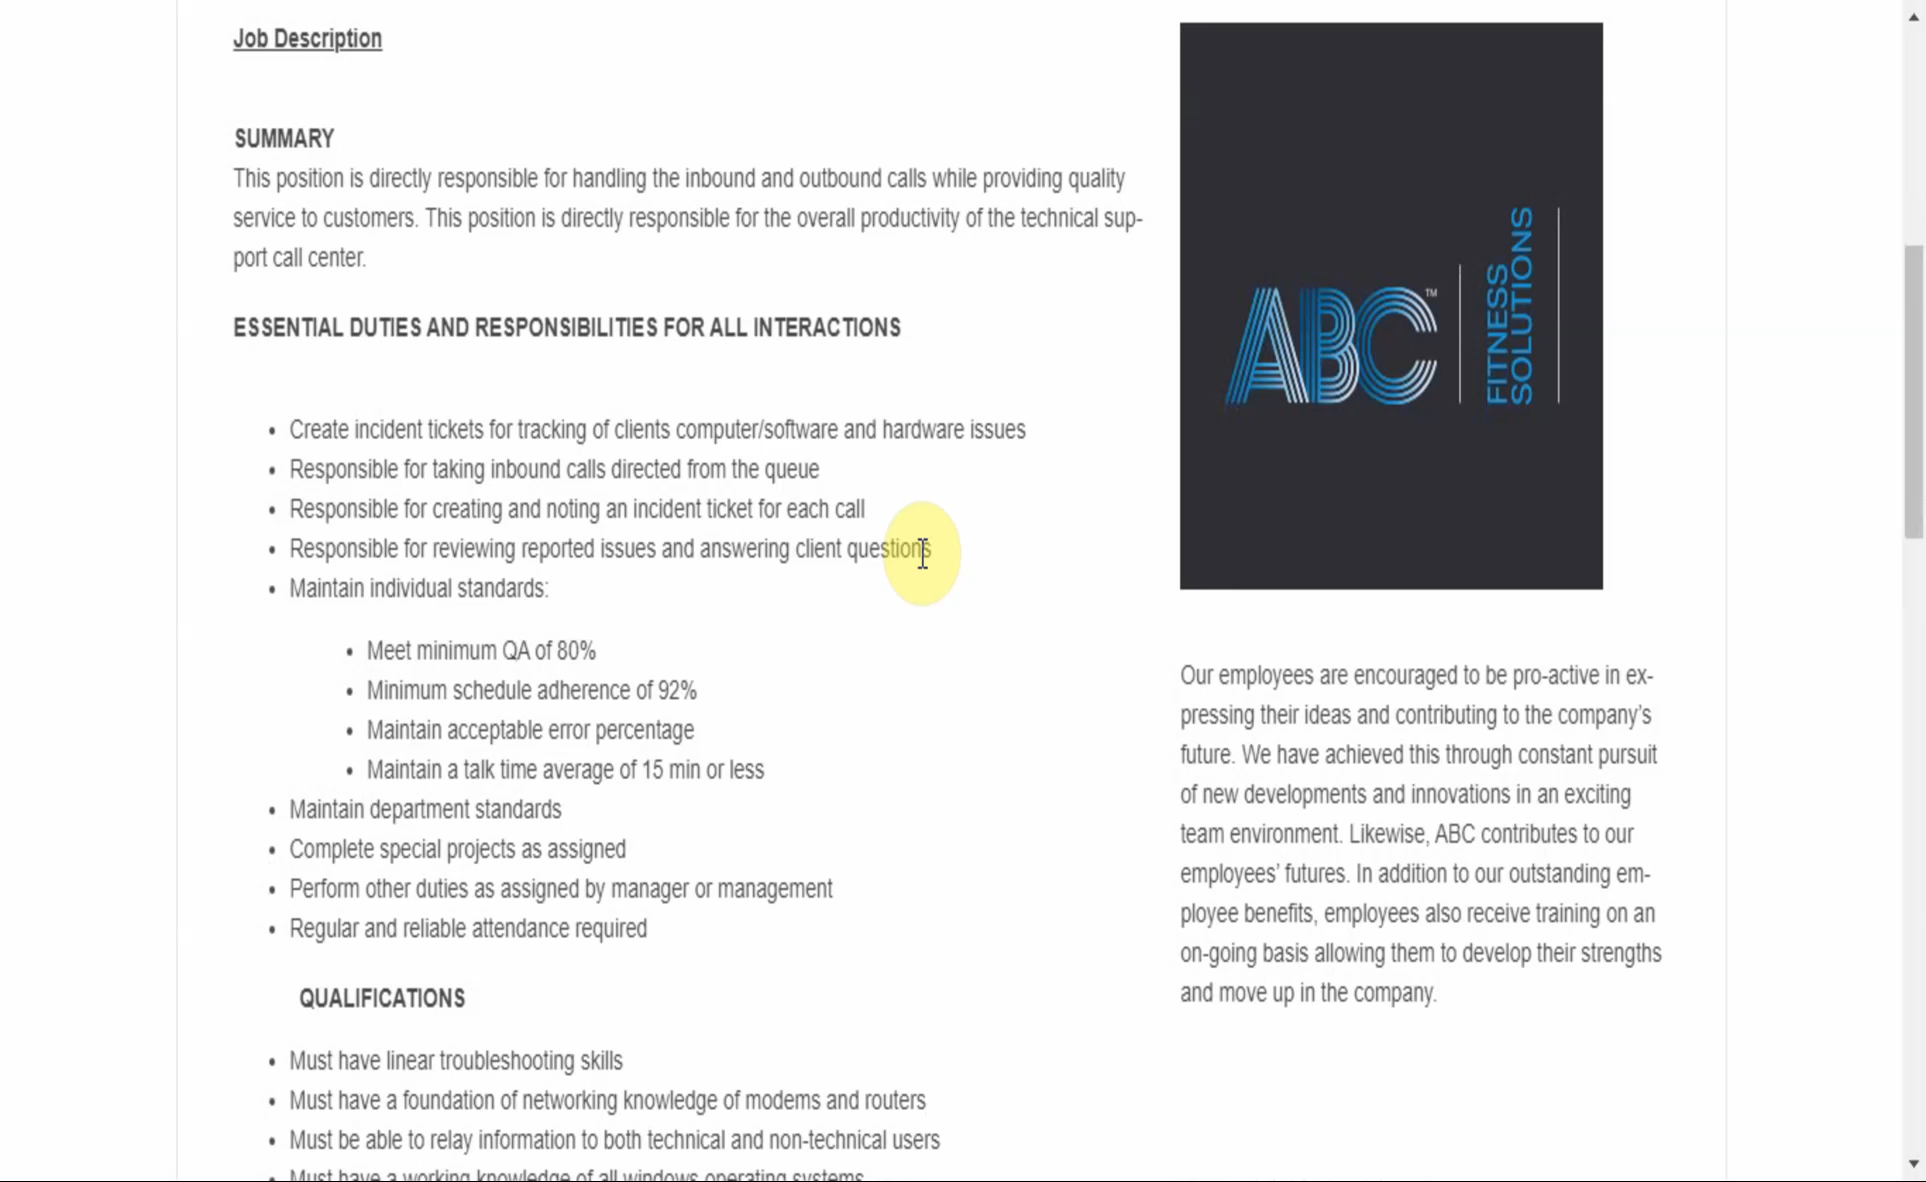 Job Description
SUMMARY
This position is directly responsible for handling the inbound and outbound calls while providing quality
service to customers. This position is directly responsible for the overall productivity of the technical sup-
port call center.
ESSENTIAL DUTIES AND RESPONSIBILITIES FOR ALL INTERACTIONS
• Create incident tickets for tracking of clients computer/software and hardware issues
• Responsible for taking inbound calls directed from the queue
• Responsible for creating and noting an incident ticket for each call
• Responsible for reviewing reported issues and answering client questions
• Maintain individual standards:
• Meet minimum QA of 80%
• Minimum schedule adherence of 92%
• Maintain acceptable error percentage
• Maintain a talk time average of 15 min or less
• Maintain department standards
• Complete special projects as assigned
• Perform other duties as assigned by manager or management
• Regular and reliable attendance required
QUALIFICATIONS
• Must have linear troubleshooting skills
• Must have a foundation of networking knowledge of modems and routers
• Must be able to relay information to both technical and non-technical users
• Must have a working knowledge of all windows operating systems
ABC™
FITNESS
SOLUTIONS
Our employees are encouraged to be pro-active in ex-
pressing their ideas and contributing to the company's
future. We have achieved this through constant pursuit
of new developments and innovations in an exciting
team environment. Likewise, ABC contributes to our
employees' futures. In addition to our outstanding em-
ployee benefits, employees also receive training on an
on-going basis allowing them to develop their strengths
and move up in the company.